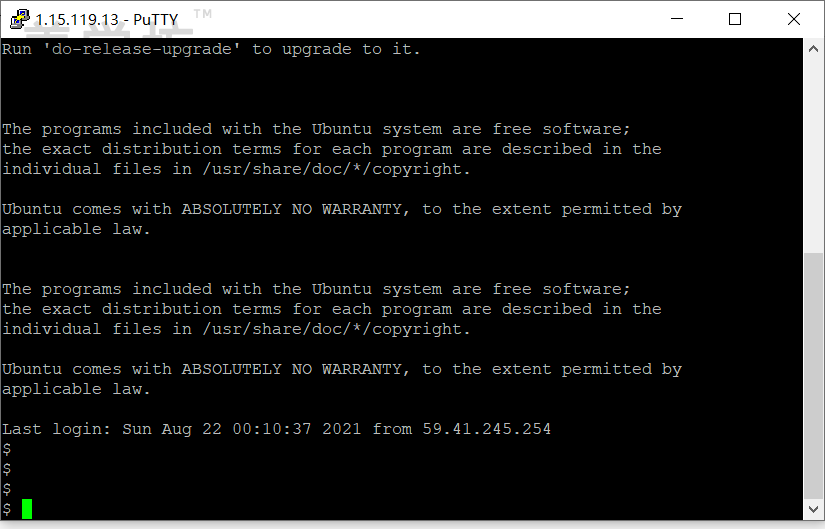 1.15.119.13 - PuTTY
TM
Run 'do-release-upgrade' to upgrade to it.
The programs included with the Ubuntu system are free software;
the exact distribution terms for each program are described in the
individual files in /usr/share/doc/*/copyright.
Ubuntu comes with ABSOLUTELY NO WARRANTY, to the extent permitted by
applicable law.
The programs included with the Ubuntu system are free software;
the exact distribution terms for each program are described in the
individual files in /usr/share/doc/*/copyright.
Ubuntu comes with ABSOLUTELY NO WARRANTY, to the extent permitted by
applicable law.
Last login: Sun Aug 22 00:10:37 2021 from 59.41.245.254
$
$
$
$